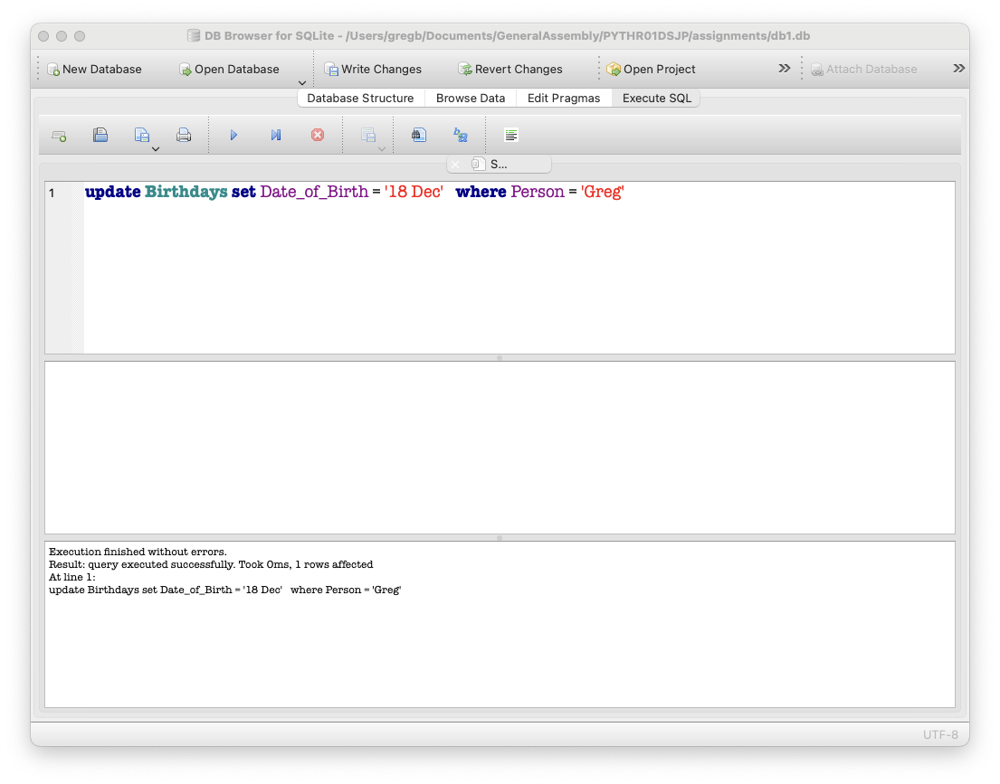 DB Browser for SQLite - /Users/gregb/Documents/GeneralAssembly/PYTHR01DSJP/assignments/db1.db
New Database Open Database Write Changes Revert Changes Open Project » Attach Database »
Database Structure Browse Data Edit Pragmas Execute SQL
S...
1 update Birthdays set Date_of_Birth = '18 Dec'   where Person = 'Greg'
Execution finished without errors.
Result: query executed successfully. Took 0ms, 1 rows affected
At line 1:
update Birthdays set Date_of_Birth = '18 Dec'   where Person = 'Greg'
UTF-8